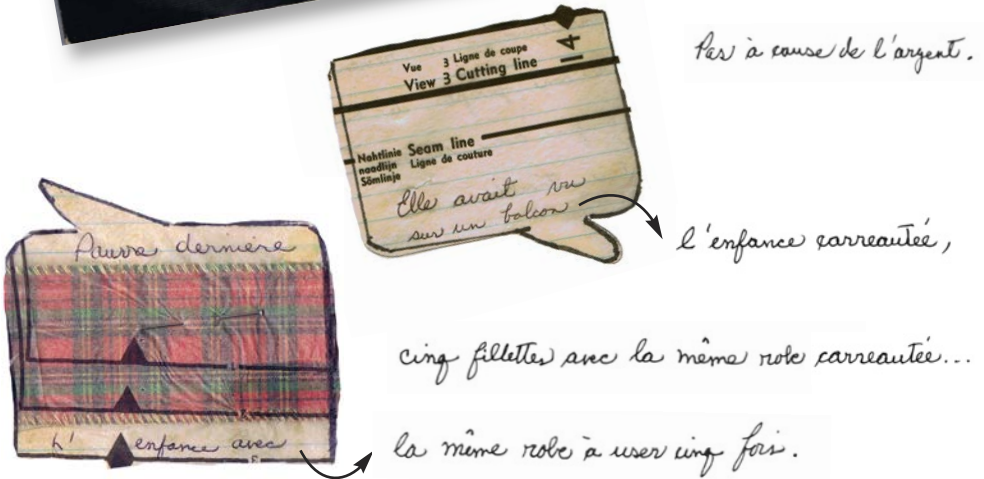 Pas à cause de l'argent.
Vue 3 Ligne de coupe
View 3 Cutting line
14
Nahtlinie Seam line
naadlijn Ligne de couture
Sömlinje
Elle avait vu
sur un balcon
l'enfance carreautée,
cinq fillettes avec la même robe carreautée...
Pauvre dernière
L' enfance avec
la même robe à user cinq fois.